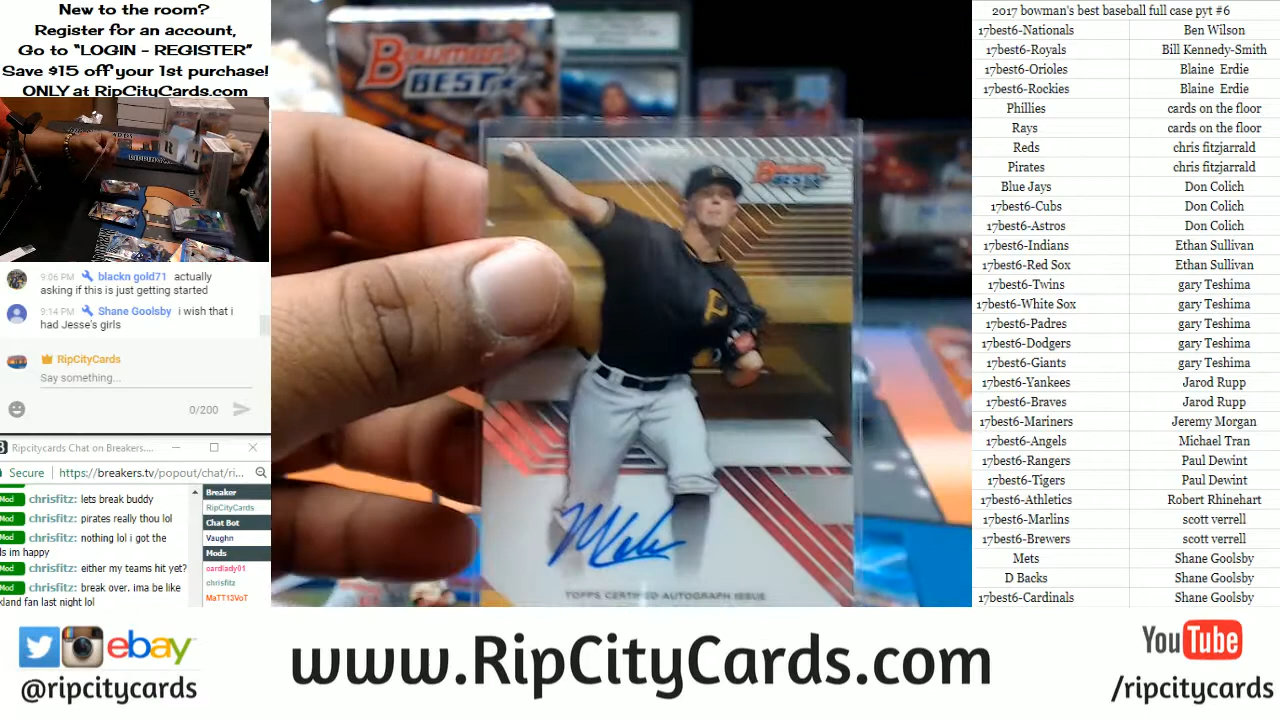 New to the room?
Register for an account,
Go to “LOGIN - REGISTER”
Save $15 off your 1st purchase!
ONLY at RipCityCards.com
9:06 PM blackn gold71 actually
asking if this is just getting started
9:14 PM Shane Goolsby i wish that i
had Jesse's girls
RipCityCards
Say something...
0/200
Ripcitycards Chat on Breakers....
Secure https://breakers.tv/popout/chat/ri...
Mod chrisfitz: lets break buddy
Mod chrisfitz: pirates really thou lol
Mod chrisfitz: nothing lol i got the
ds im happy
Mod chrisfitz: either my teams hit yet?
Mod chrisfitz: break over. ima be like
kland fan last night lol
Breaker
RipCityCards
Chat Bot
Vaughn
Mods
cardlady01
chrisfitz
MaTT13VoT
Bowman's
BEST
Bowman's
BEST
P
TOPPS CERTIFIED AUTOGRAPH ISSUE
2017 bowman's best baseball full case pyt #6
17best6-Nationals Ben Wilson
17best6-Royals Bill Kennedy-Smith
17best6-Orioles Blaine Erdie
17best6-Rockies Blaine Erdie
Phillies cards on the floor
Rays cards on the floor
Reds chris fitzjarrald
Pirates chris fitzjarrald
Blue Jays Don Colich
17best6-Cubs Don Colich
17best6-Astros Don Colich
17best6-Indians Ethan Sullivan
17best6-Red Sox Ethan Sullivan
17best6-Twins gary Teshima
17best6-White Sox gary Teshima
17best6-Padres gary Teshima
17best6-Dodgers gary Teshima
17best6-Giants gary Teshima
17best6-Yankees Jarod Rupp
17best6-Braves Jarod Rupp
17best6-Mariners Jeremy Morgan
17best6-Angels Michael Tran
17best6-Rangers Paul Dewint
17best6-Tigers Paul Dewint
17best6-Athletics Robert Rhinehart
17best6-Marlins scott verrell
17best6-Brewers scott verrell
Mets Shane Goolsby
D Backs Shane Goolsby
17best6-Cardinals Shane Goolsby
ebay
@ripcitycards
www.RipCityCards.com
YouTube
/ripcitycards